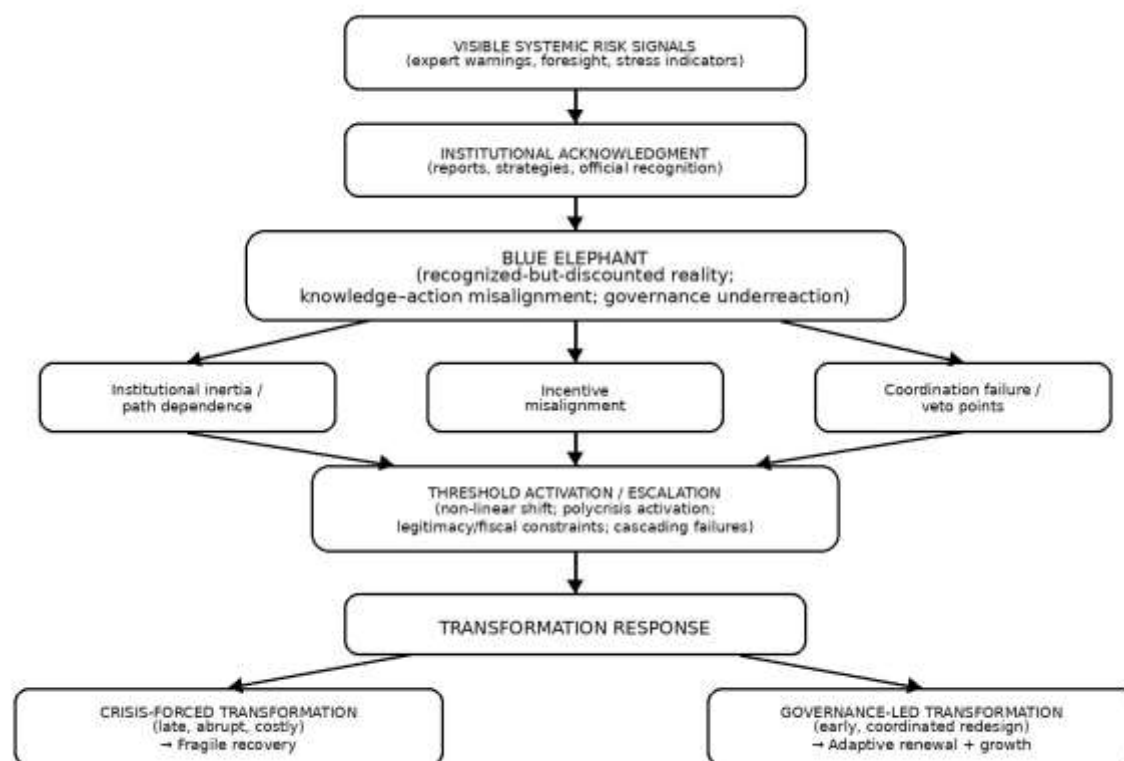 VISIBLE SYSTEMIC RISK SIGNALS
(expert warnings, foresight, stress indicators)
INSTITUTIONAL ACKNOWLEDGMENT
(reports, strategies, official recognition)
BLUE ELEPHANT
(recognized-but-discounted reality;
knowledge–action misalignment; governance underreaction)
Institutional inertia /
path dependence
Incentive
misalignment
Coordination failure /
veto points
THRESHOLD ACTIVATION / ESCALATION
(non-linear shift; polycrisis activation;
legitimacy/fiscal constraints; cascading failures)
TRANSFORMATION RESPONSE
CRISIS-FORCED TRANSFORMATION
(late, abrupt, costly)
→ Fragile recovery
GOVERNANCE-LED TRANSFORMATION
(early, coordinated redesign)
→ Adaptive renewal + growth